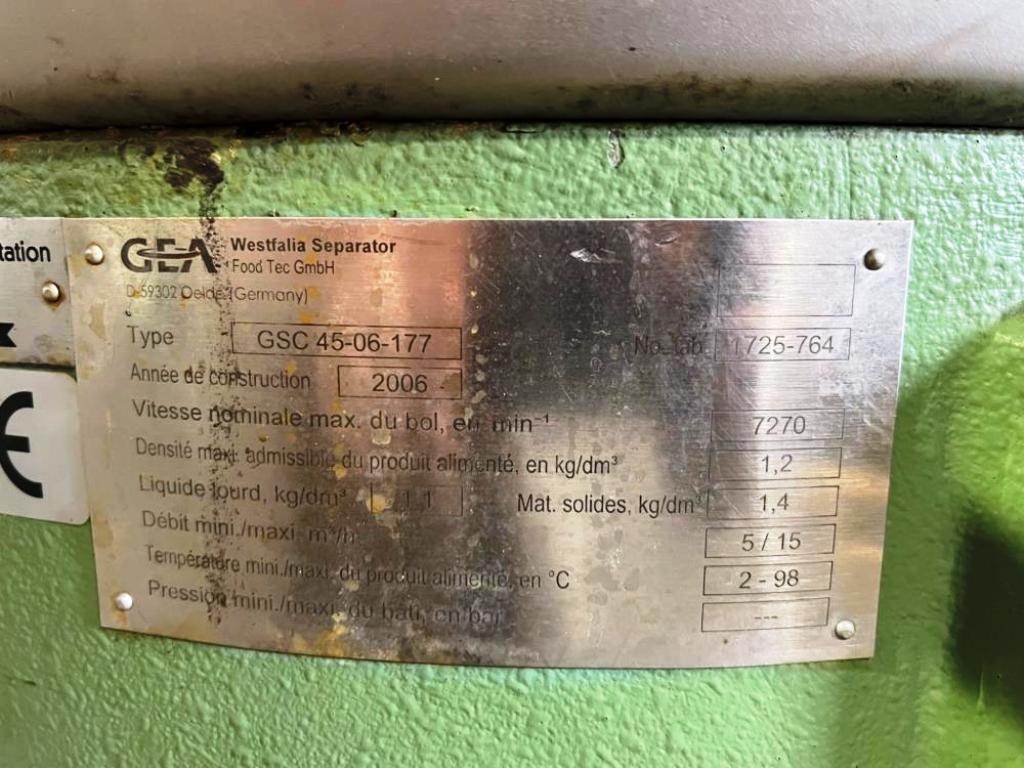 tation
GEA Westfalia Separator
Food Tec GmbH
D-59302 Oelde (Germany)
Type GSC 45-06-177 No. fab 1725-764
Année de construction 2006
Vitesse nominale max. du bol, en min⁻¹ 7270
Densité maxi. admissible du produit alimenté, en kg/dm³ 1,2
Liquide lourd, kg/dm³ 1,1 Mat. solides, kg/dm³ 1,4
Débit mini./maxi. m³/h 5 / 15
Température mini./maxi. du produit alimenté, en °C 2 - 98
Pression mini./maxi. du bâti, en bar ---
CE